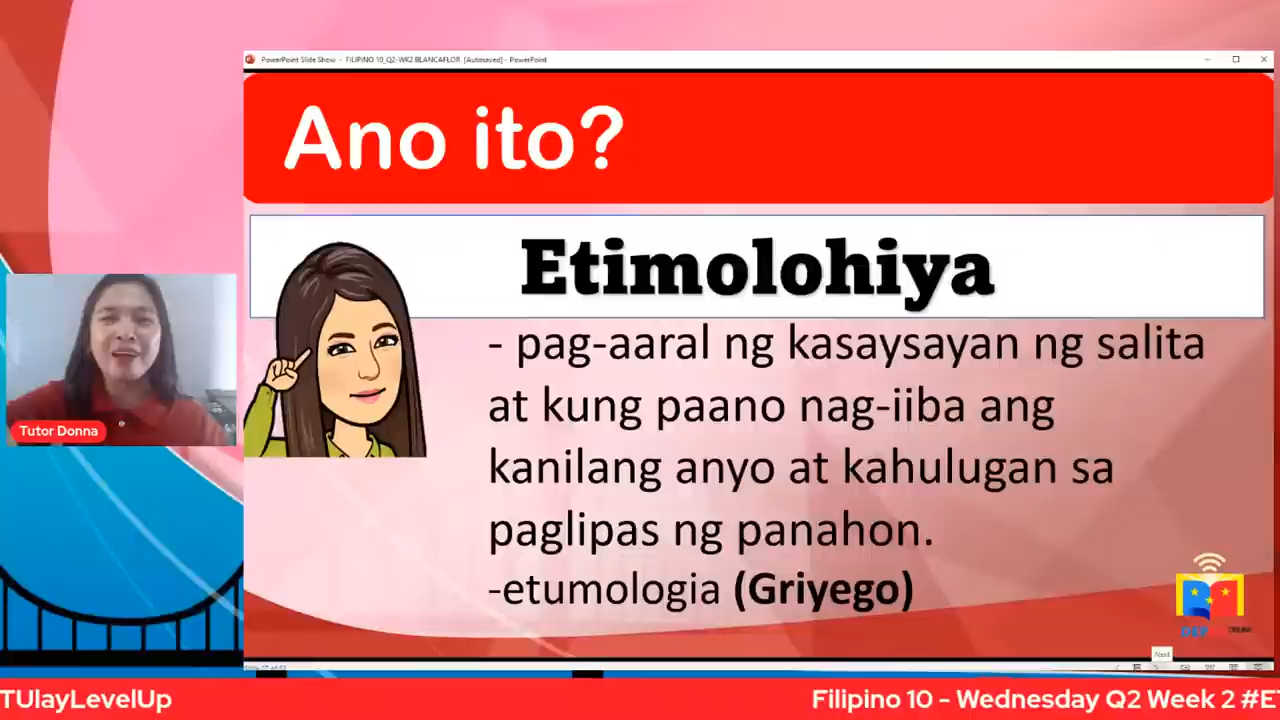 PowerPoint Slide Show - FILIPINO 10_Q2-WK2 BLANCAFLOR [Autosaved] - PowerPoint
Ano ito?
Etimolohiya
- pag-aaral ng kasaysayan ng salita
at kung paano nag-iiba ang
kanilang anyo at kahulugan sa
paglipas ng panahon.
-etumologia (Griyego)
Tutor Donna
Next
TUlayLevelUp
Filipino 10 - Wednesday Q2 Week 2 #E